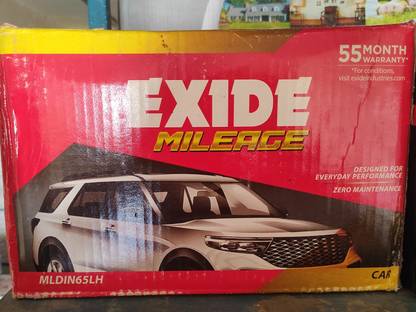 55 MONTH
WARRANTY*
*For conditions,
visit exideindustries.com
EXIDE
MILEAGE
DESIGNED FOR
EVERYDAY PERFORMANCE
ZERO MAINTENANCE
MLDIN65LH
CAR